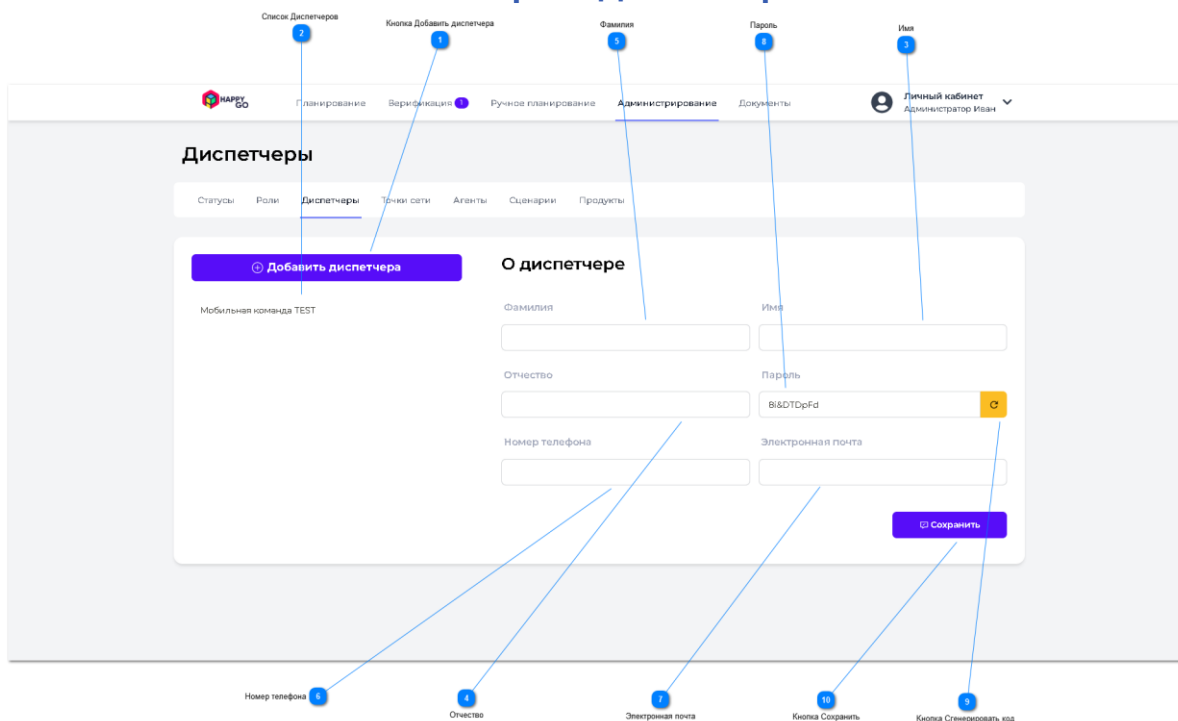 Список Диспетчеров
Кнопка Добавить диспетчера
Фамилия
Пароль
Имя
2
1
5
8
3
HAPPY GO
Планирование
Верификация 1
Ручное планирование
Администрирование
Документы
Личный кабинет
Администратор Иван
Диспетчеры
Статусы
Роли
Диспетчеры
Точки сети
Агенты
Сценарии
Продукты
Добавить диспетчера
Мобильная команда TEST
О диспетчере
Фамилия
Имя
Отчество
Пароль
8i&DTDpFd
Номер телефона
Электронная почта
Сохранить
Номер телефона 6
4
Отчество
7
Электронная почта
10
Кнопка Сохранить
9
Кнопка Сгенерировать код